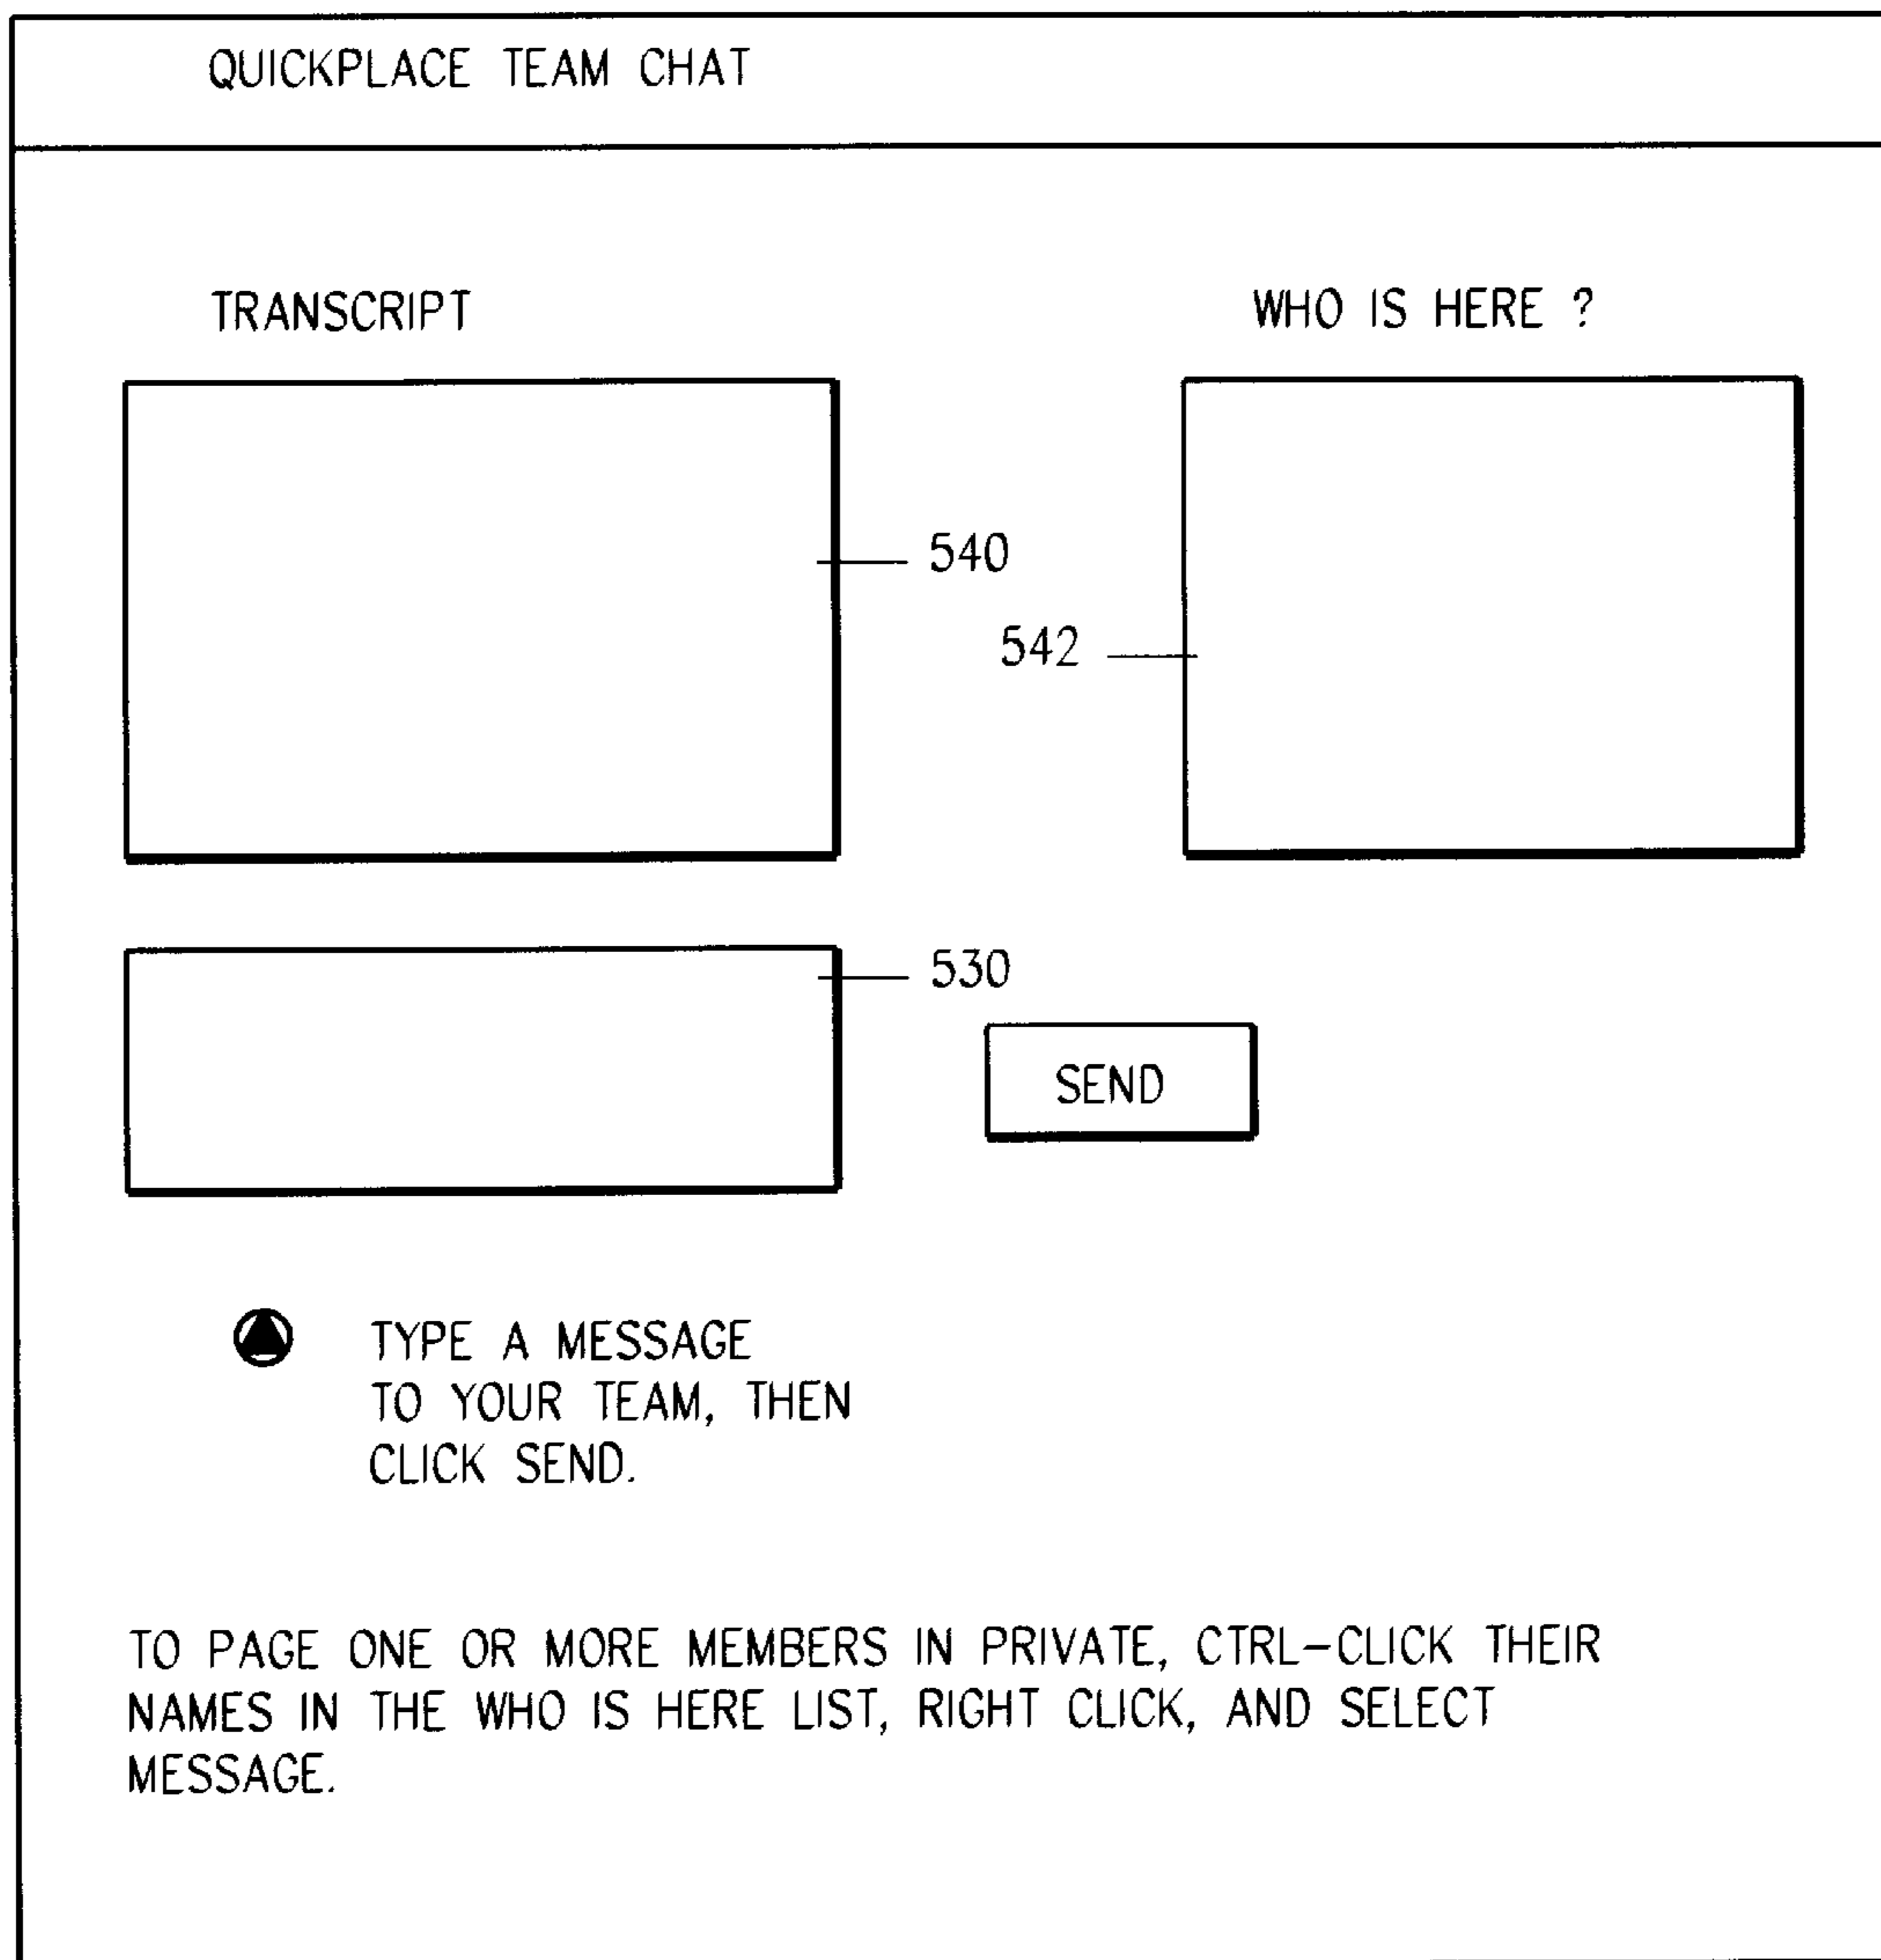 QUICKPLACE TEAM CHAT
TRANSCRIPT
WHO IS HERE ?
540
542
530
SEND
TYPE A MESSAGE
TO YOUR TEAM, THEN
CLICK SEND.
TO PAGE ONE OR MORE MEMBERS IN PRIVATE, CTRL-CLICK THEIR
NAMES IN THE WHO IS HERE LIST, RIGHT CLICK, AND SELECT
MESSAGE.